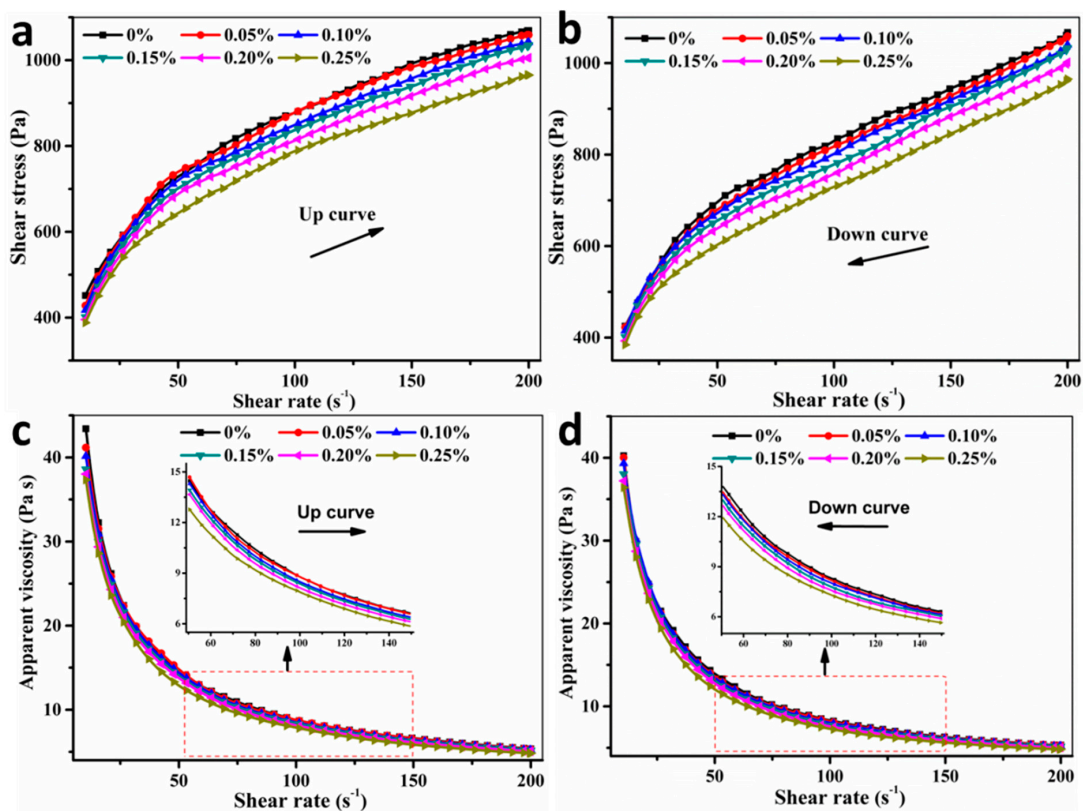 a
0% 0.05% 0.10%
0.15% 0.20% 0.25%
1000
800
600
400
Shear stress (Pa)
Up curve
50 100 150 200
Shear rate (s-1)
b
0% 0.05% 0.10%
0.15% 0.20% 0.25%
1000
800
600
400
Shear stress (Pa)
Down curve
50 100 150 200
Shear rate (s-1)
c
0% 0.05% 0.10%
0.15% 0.20% 0.25%
40
30
20
10
Apparent viscosity (Pa s)
15
12
9
6
Up curve
60 80 100 120 140
50 100 150 200
Shear rate (s-1)
d
0% 0.05% 0.10%
0.15% 0.20% 0.25%
40
30
20
10
Apparent viscosity (Pa s)
15
12
9
6
Down curve
60 80 100 120 140
50 100 150 200
Shear rate (s-1)